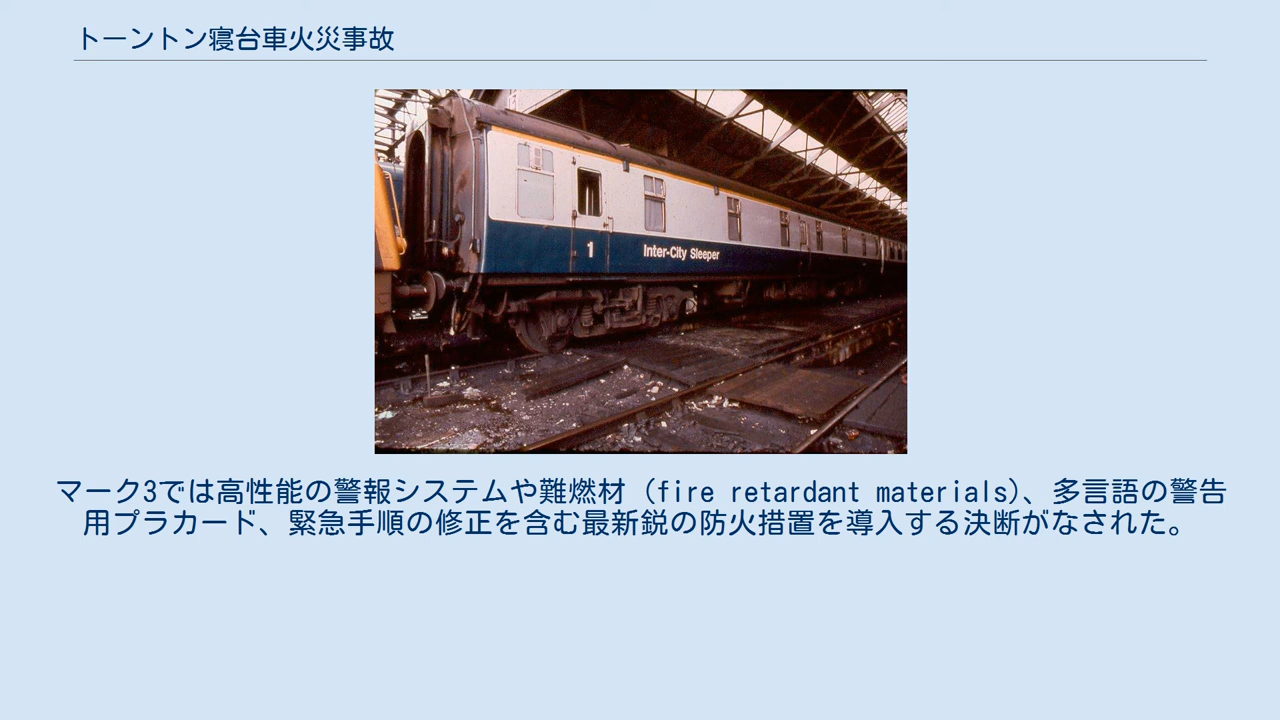 トーントン寝台車火災事故
1
Inter-City Sleeper
マーク3では高性能の警報システムや難燃材 (fire retardant materials)、多言語の警告
用プラカード、緊急手順の修正を含む最新鋭の防火措置を導入する決断がなされた。